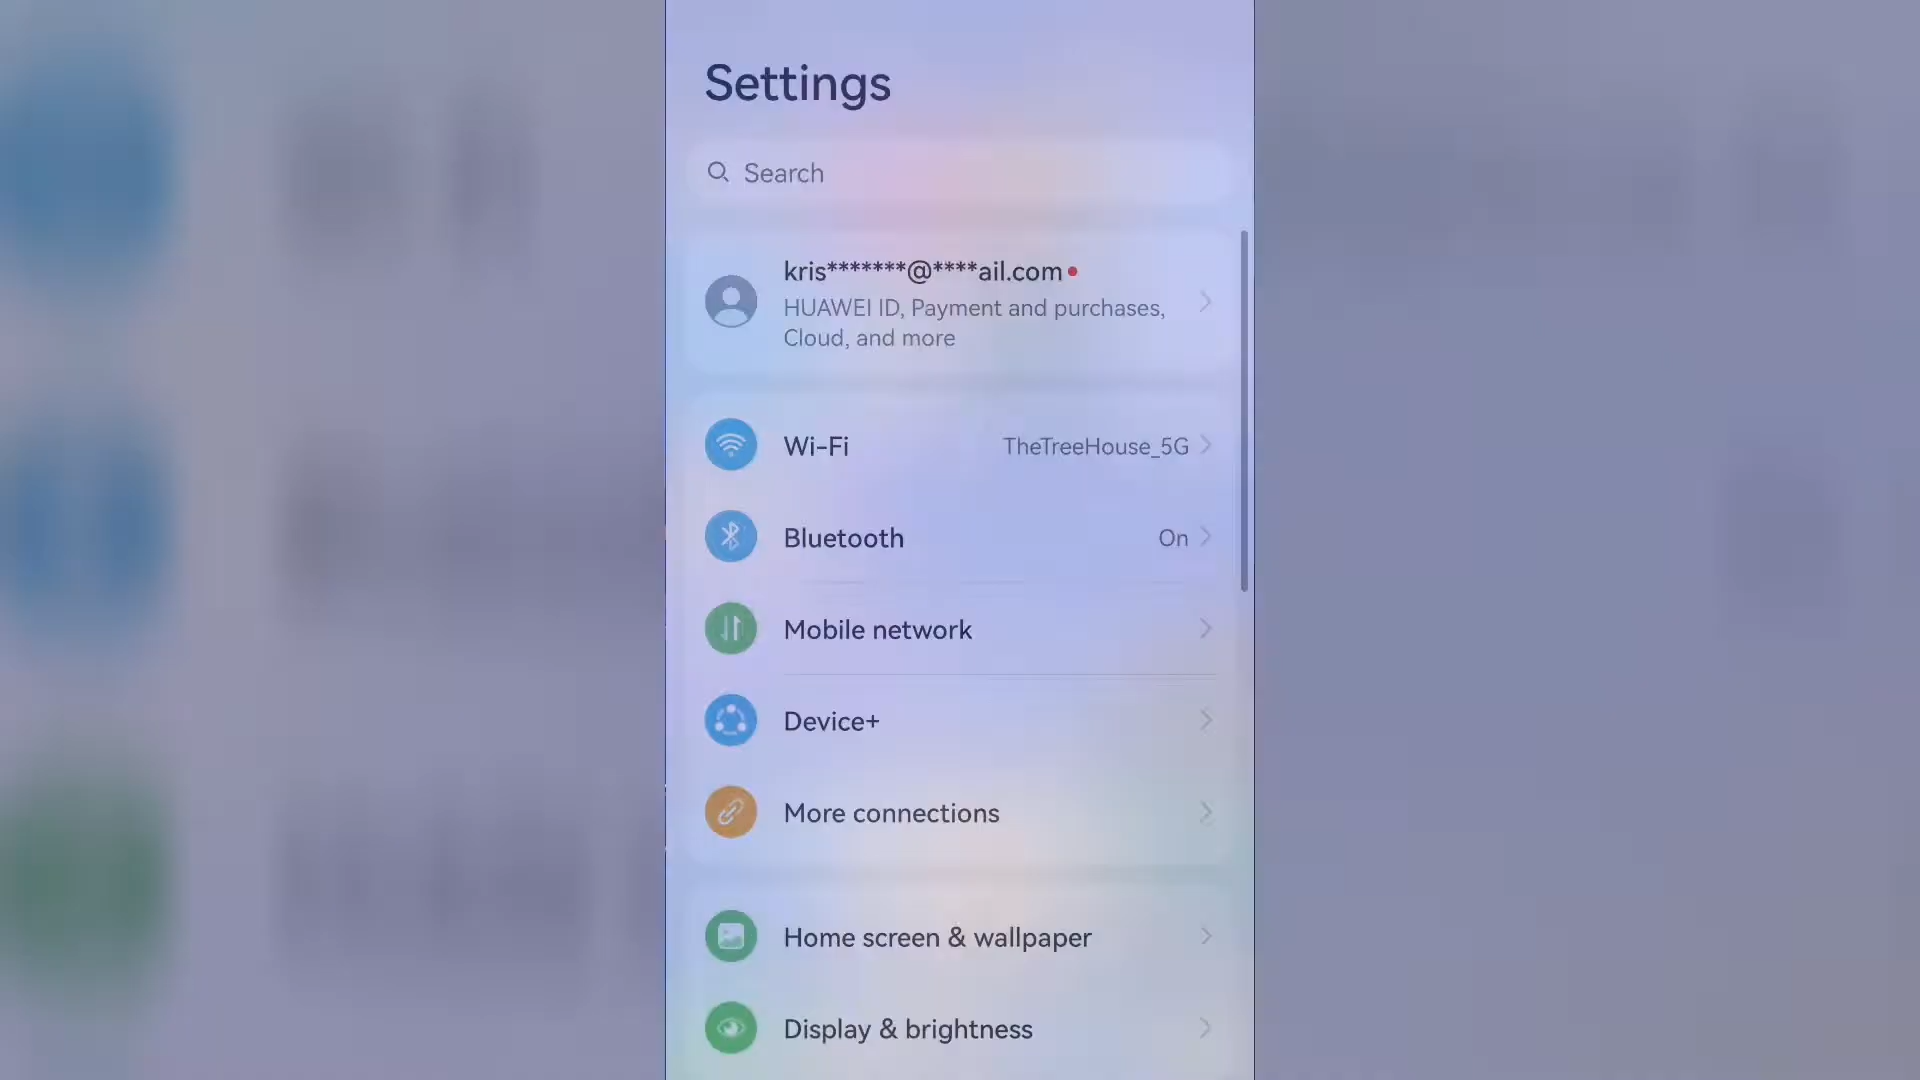 Settings
Search
kris*******@****ail.com
HUAWEI ID, Payment and purchases,
Cloud, and more
Wi-Fi TheTreeHouse_5G
Bluetooth On
Mobile network
Device+
More connections
Home screen & wallpaper
Display & brightness